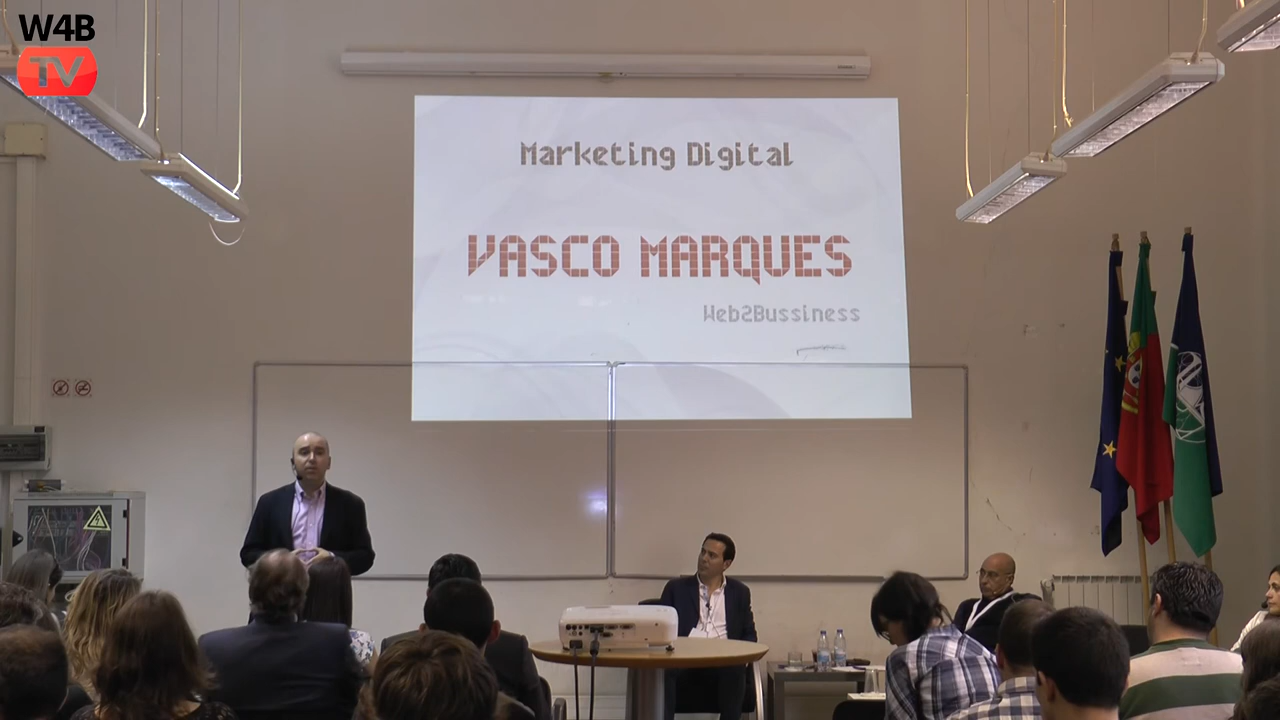 W4B
TV
Marketing Digital
VASCO MARQUES
Web2Bussiness